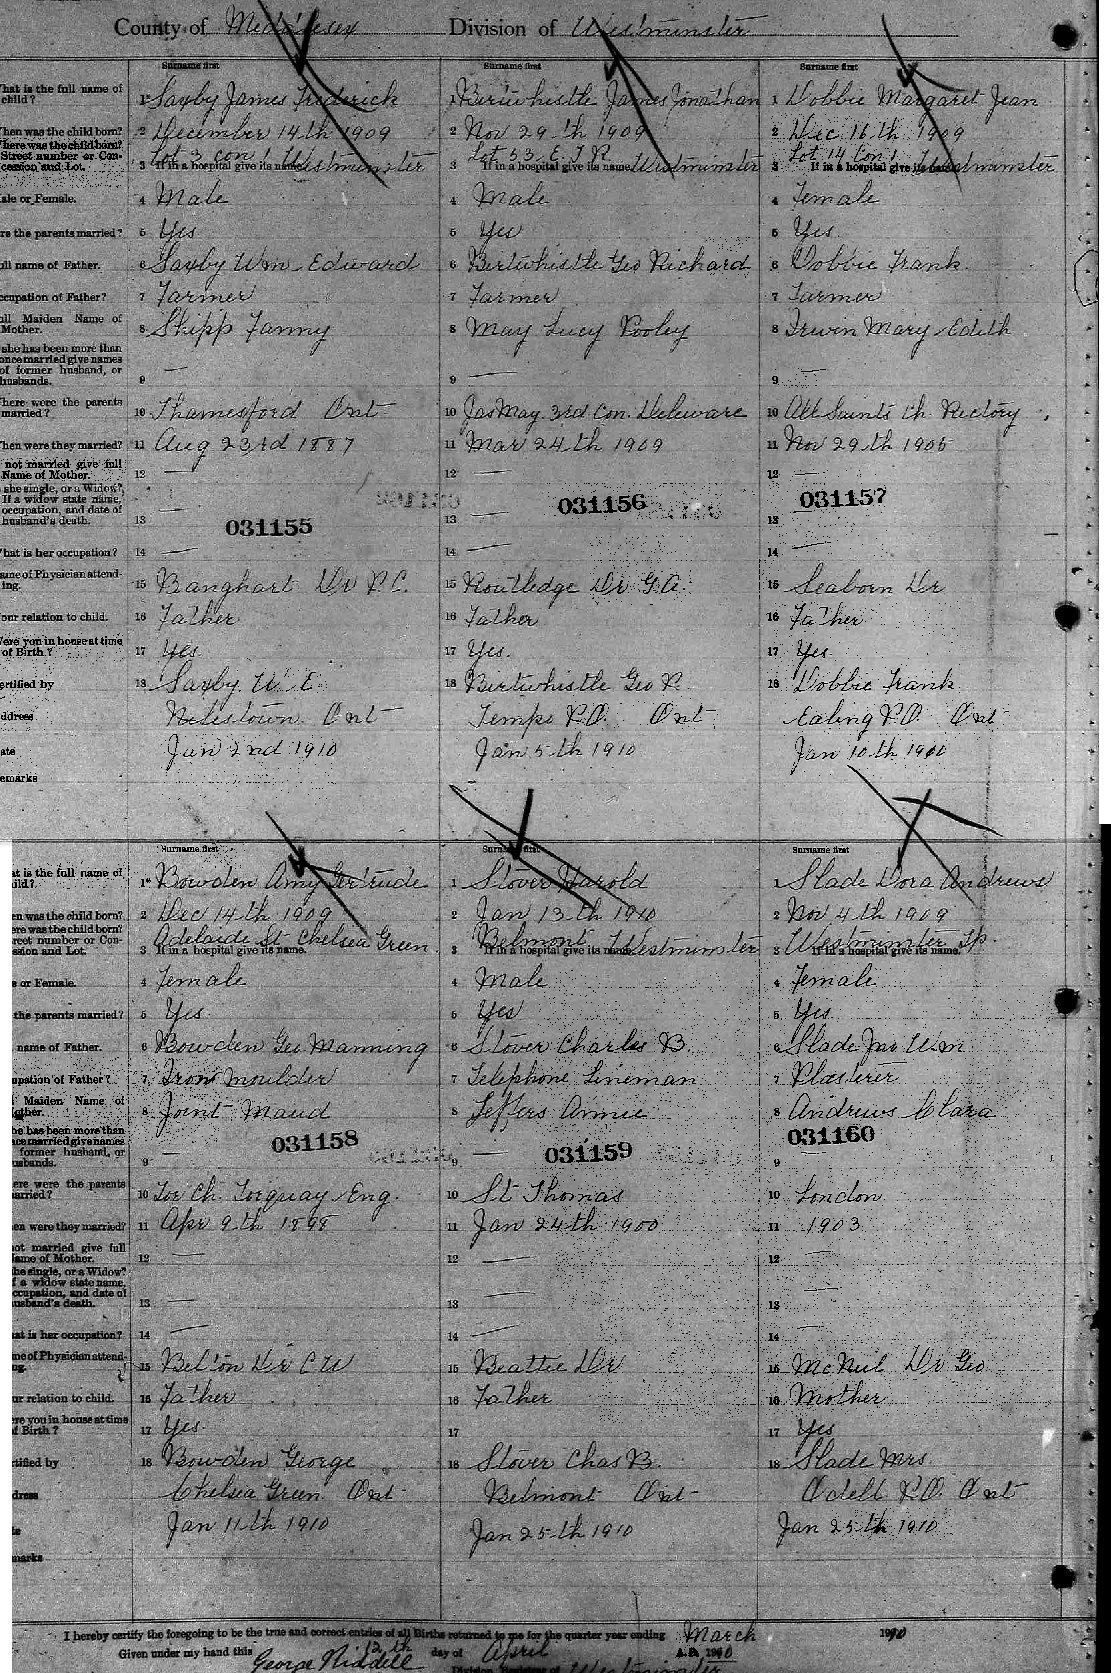 County of Middlesex Division of Westminster
Surname first Surname first Surname first
What is the full name of child? 1 Saxby James Frederick 1 Bertwhistle James Jonathan 1 Dobbie Margaret Jean
When was the child born? 2 December 14th 1909 2 Nov 29th 1909 2 Dec 16th 1909
Where was the child born? Lot 3 Con 1 Lot 53 E.T.R. Lot 14 Con 1
Street number or Con-
cession and Lot. 3 If in a hospital give its name. Westminster 3 If in a hospital give its name. Westminster 3 If in a hospital give its name. Westminster
ale or Female. 4 Male 4 Male 4 Female
re the parents married? 5 Yes 5 Yes 5 Yes
ull name of Father. 6 Saxby Wm Edward 6 Bertwhistle Geo Richard 6 Dobbie Frank
ccupation of Father? 7 Farmer 7 Farmer 7 Farmer
ull Maiden Name of
Mother. 8 Shipp Fanny 8 May Lucy Pooley 8 Irwin Mary Edith
she has been more than
once married give names
of former husband, or
husbands. 9 — 9 — 9 —
here were the parents
married? 10 Thamesford Ont 10 Jas May 3rd Con. Deleware 10 All Saints Ch Rectory
hen were they married? 11 Aug 23rd 1887 11 Mar 24th 1909 11 Nov 29th 1905
not married give full
Name of Mother. 12 — 12 — 12 —
she single, or a Widow?
If a widow state name,
occupation, and date of
husband's death. 13 — 13 — 13
031155 031156 031157
hat is her occupation? 14 — 14 — 14 —
ame of Physician attend-
ing. 15 Banghart Dr P.C. 15 Routledge Dr G.A. 15 Seaborn Dr
our relation to child. 16 Father 16 Father 16 Father
ere you in house at time
of Birth? 17 Yes 17 Yes. 17 Yes
ertified by 18 Saxby W. E. 18 Bertwhistle Geo R. 18 Dobbie Frank
ddress Nilestown Ont Tempo P.O. Ont Ealing P.O. Ont
ate Jan 2nd 1910 Jan 5th 1910 Jan 10th 1910
emarks
Surname first Surname first Surname first
at is the full name of
ild? 1 Bowden Amy Gertrude 1 Stover Harold 1 Slade Dora Andrews
en was the child born? 2 Dec 14th 1909 2 Jan 13th 1910 2 Nov 4th 1909
ere was the child born? Adelaide St Chelsea Green Belmont Westminster Westminster Tp.
reet number or Con-
ession and Lot. 3 If in a hospital give its name. 3 If in a hospital give its name. 3 If in a hospital give its name.
e or Female. 4 Female 4 Male 4 Female
the parents married? 5 Yes 5 Yes 5 Yes
name of Father. 6 Bowden Geo Manning 6 Stover Charles B. 6 Slade Jno Wm
upation of Father? 7 Iron Moulder 7 Telephone Lineman 7 Plasterer
Maiden Name of
other. 8 Joint Maud 8 Jeffers Annie 8 Andrews Clara
he has been more than
nce married give names
former husband, or
usbands. 9 — 9 — 9 —
031158 031159 031160
ere were the parents
arried? 10 Tor Ch. Torquay Eng. 10 St Thomas 10 London
en were they married? 11 Apr 9th 1898 11 Jan 24th 1900 11 1903
not married give full
ame of Mother. 12 — 12 — 12 —
he single, or a Widow?
f a widow state name,
ccupation, and date of
usband's death. 13 — 13 — 13 —
at is her occupation? 14 — 14 — 14 —
me of Physician attend-
g. 15 Belton Dr C W 15 Beattie Dr 15 McNeil Dr Geo
ur relation to child. 16 Father 16 Father 16 Mother
ere you in house at time
f Birth? 17 Yes. 17 17 Yes
rtified by 18 Bowden George 18 Stover Chas B. 18 Slade Mrs.
dress Chelsea Green Ont Belmont Ont Odell P.O. Ont
te Jan 11th 1910 Jan 25th 1910 Jan 25th 1910
marks
I hereby certify the foregoing to be the true and correct entries of all Births returned to me for the quarter year ending March 1910
Given under my hand this 12th day of April A.D. 1910
George Riddell Division Registrar of Westminster